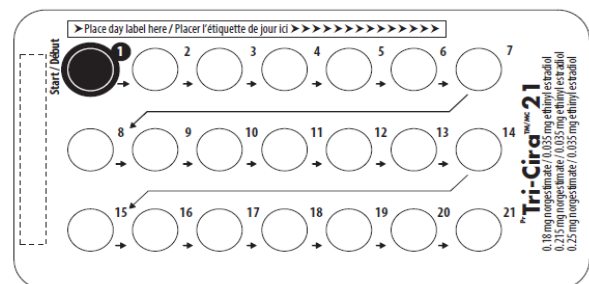 ➤ Place day label here / Placer l'étiquette de jour ici ➤➤➤➤➤➤➤➤➤➤➤➤➤➤
Start / Début
1 2 3 4 5 6 7
8 9 10 11 12 13 14
15 16 17 18 19 20 21
Pr Tri-Cira TM/MC 21
0.18 mg norgestimate / 0.035 mg ethinyl estradiol
0.215 mg norgestimate / 0.035 mg ethinyl estradiol
0.25 mg norgestimate / 0.035 mg ethinyl estradiol